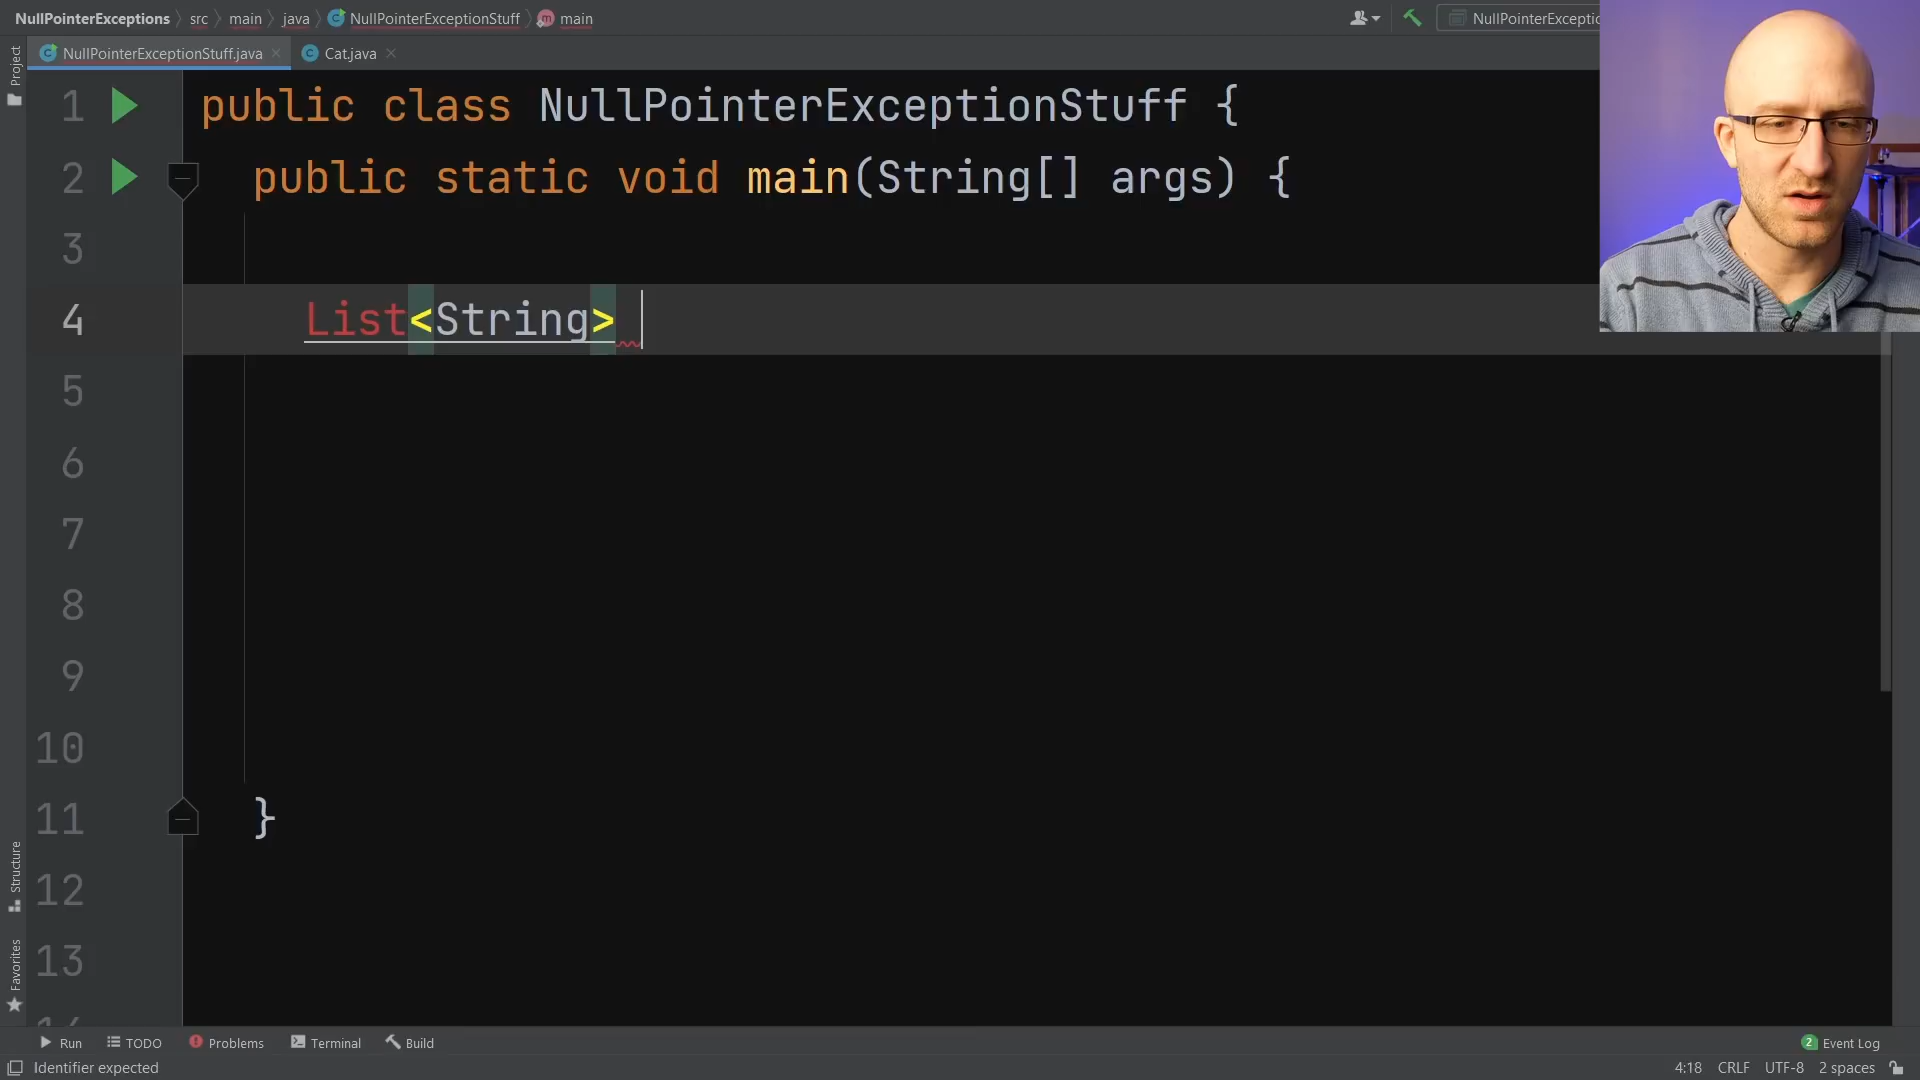 NullPointerExceptions src main java NullPointerExceptionStuff main NullPointerExceptio
Project
NullPointerExceptionStuff.java Cat.java
1 public class NullPointerExceptionStuff {
2 public static void main(String[] args) {
3
4 List<String>
5
6
7
8
9
10
11 }
12
13
Structure
Favorites
Run TODO Problems Terminal Build 2 Event Log
Identifier expected 4:18 CRLF UTF-8 2 spaces